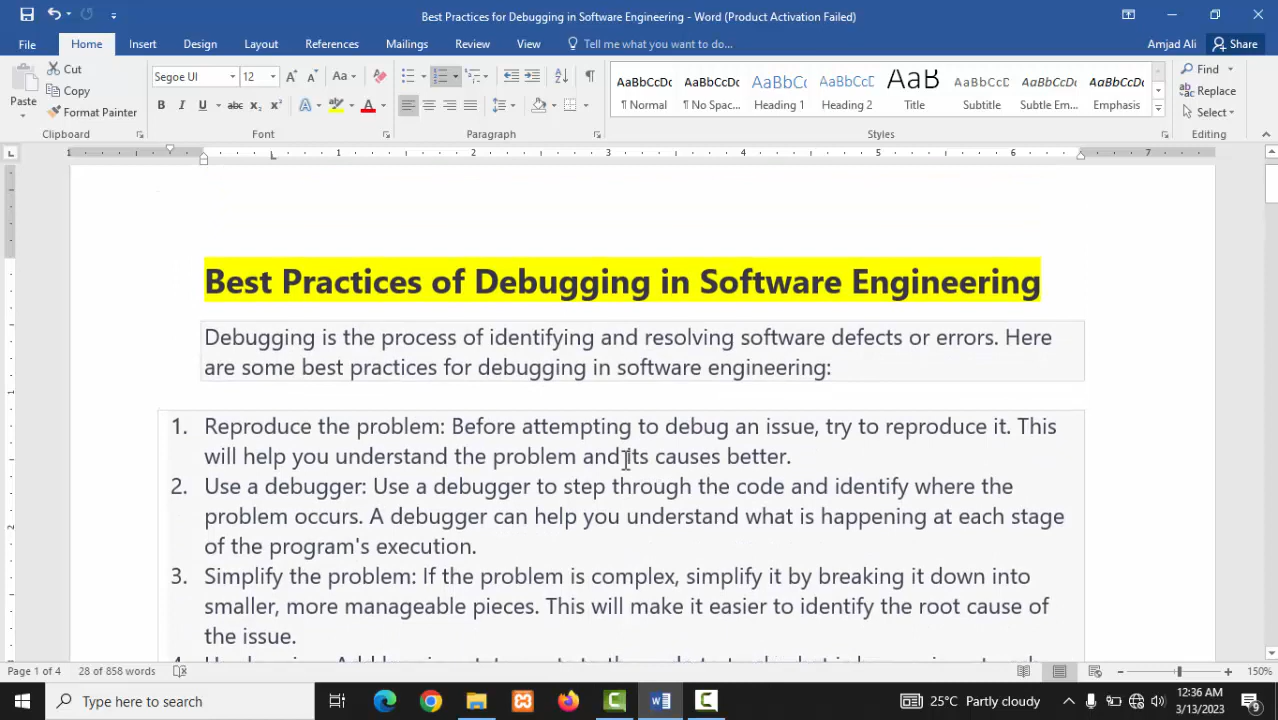 Best Practices for Debugging in Software Engineering - Word (Product Activation Failed)
File Home Insert Design Layout References Mailings Review View Tell me what you want to do... Amjad Ali Share
Paste
Cut
Copy
Format Painter
Clipboard
Segoe UI 12
Font
Paragraph
AaBbCcDc AaBbCcDc AaBbCc AaBbCcD AaB AaBbCcD AaBbCcDc AaBbCcDc
¶ Normal ¶ No Spac... Heading 1 Heading 2 Title Subtitle Subtle Em... Emphasis
Styles
Find
Replace
Select
Editing
1 1 2 3 4 5 6 7
Best Practices of Debugging in Software Engineering
Debugging is the process of identifying and resolving software defects or errors. Here
are some best practices for debugging in software engineering:
1. Reproduce the problem: Before attempting to debug an issue, try to reproduce it. This
will help you understand the problem and its causes better.
2. Use a debugger: Use a debugger to step through the code and identify where the
problem occurs. A debugger can help you understand what is happening at each stage
of the program's execution.
3. Simplify the problem: If the problem is complex, simplify it by breaking it down into
smaller, more manageable pieces. This will make it easier to identify the root cause of
the issue.
Page 1 of 4 28 of 858 words 150%
Type here to search
25°C Partly cloudy
12:36 AM
3/13/2023
9